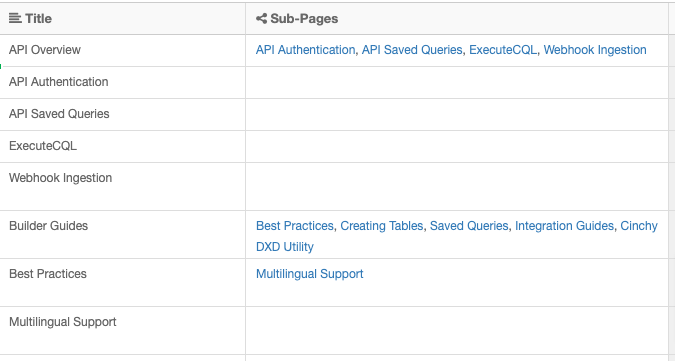 Title Sub-Pages
API Overview API Authentication, API Saved Queries, ExecuteCQL, Webhook Ingestion
API Authentication
API Saved Queries
ExecuteCQL
Webhook Ingestion
Builder Guides Best Practices, Creating Tables, Saved Queries, Integration Guides, Cinchy
DXD Utility
Best Practices Multilingual Support
Multilingual Support